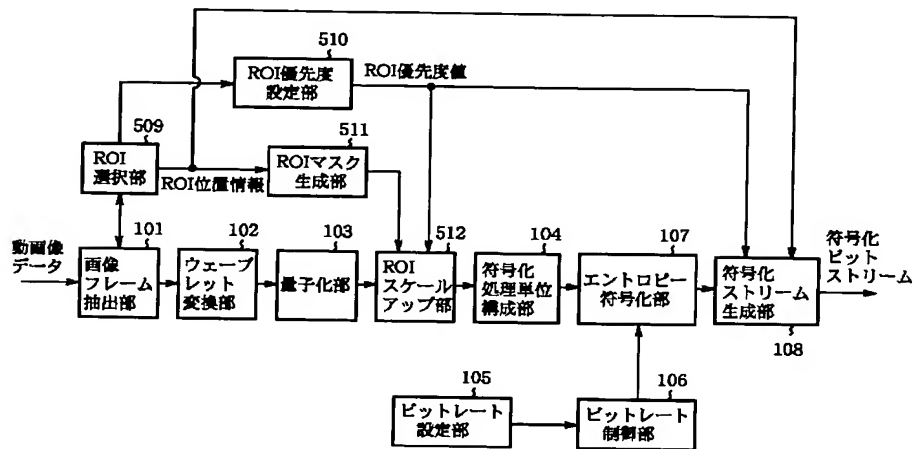 510
ROI優先度
設定部
ROI優先度値
509
ROI
選択部
ROI位置情報
511
ROIマスク
生成部
動画像
データ
101
画像
フレーム
抽出部
102
ウェーブ
レット
変換部
103
量子化部
512
ROI
スケール
アップ部
104
符号化
処理単位
構成部
107
エントロピー
符号化部
符号化
ストリーム
生成部
108
符号化
ビット
ストリーム
105
ビットレート
設定部
106
ビットレート
制御部